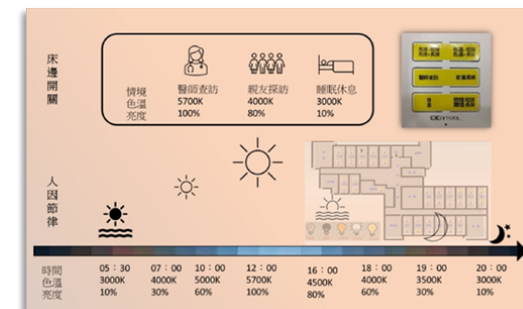 床邊開關
情境 醫師查訪 親友探訪 睡眠休息
色溫 5700K 4000K 3000K
亮度 100% 80% 10%
人因節律
時間 05：30 07：00 10：00 12：00 16：00 18：00 19：00 20：00
色溫 3000K 4000K 5000K 5700K 4500K 4000K 3500K 3000K
亮度 10% 30% 60% 100% 80% 60% 30% 10%